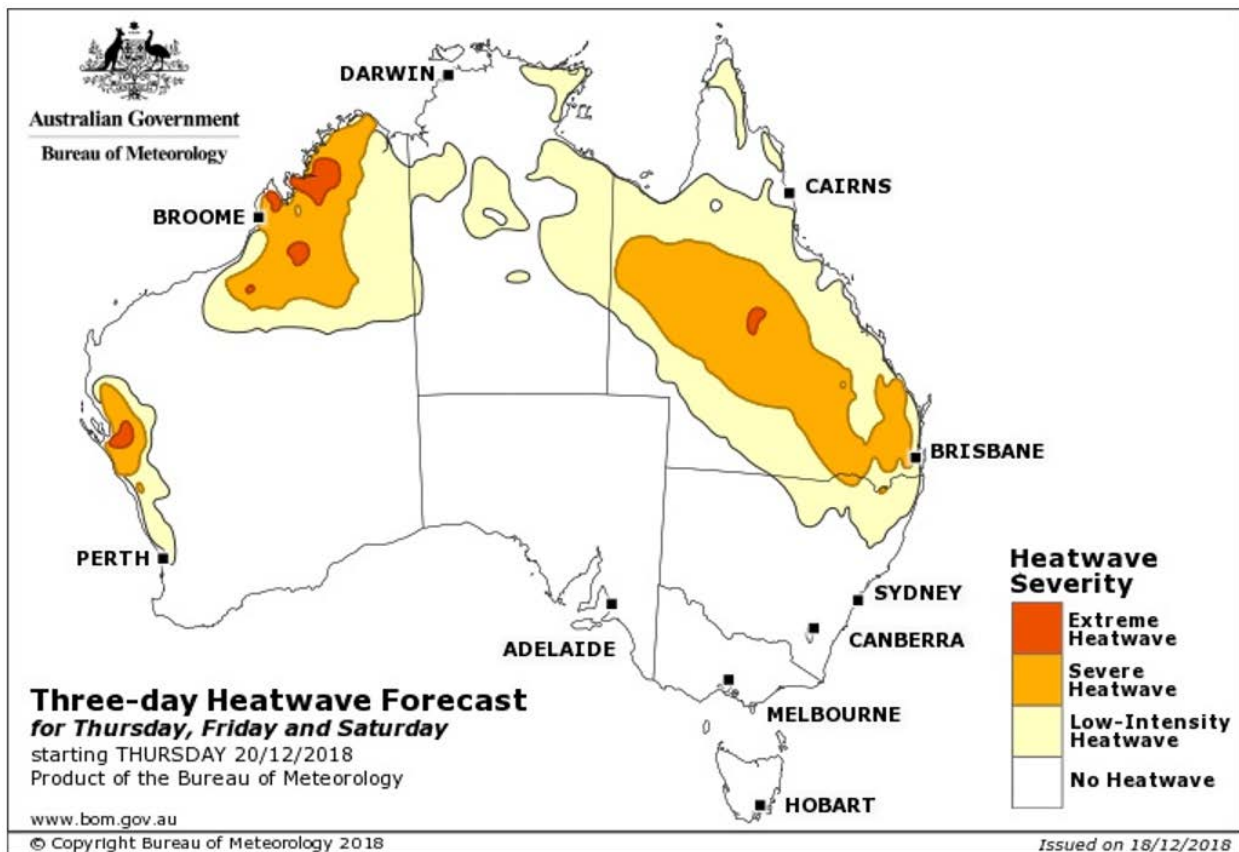 Australian Government
Bureau of Meteorology
DARWIN
BROOME
CAIRNS
BRISBANE
PERTH
SYDNEY
CANBERRA
ADELAIDE
MELBOURNE
HOBART
Heatwave
Severity
Extreme
Heatwave
Severe
Heatwave
Low-Intensity
Heatwave
No Heatwave
Three-day Heatwave Forecast
for Thursday, Friday and Saturday
starting THURSDAY 20/12/2018
Product of the Bureau of Meteorology
www.bom.gov.au
© Copyright Bureau of Meteorology 2018
Issued on 18/12/2018